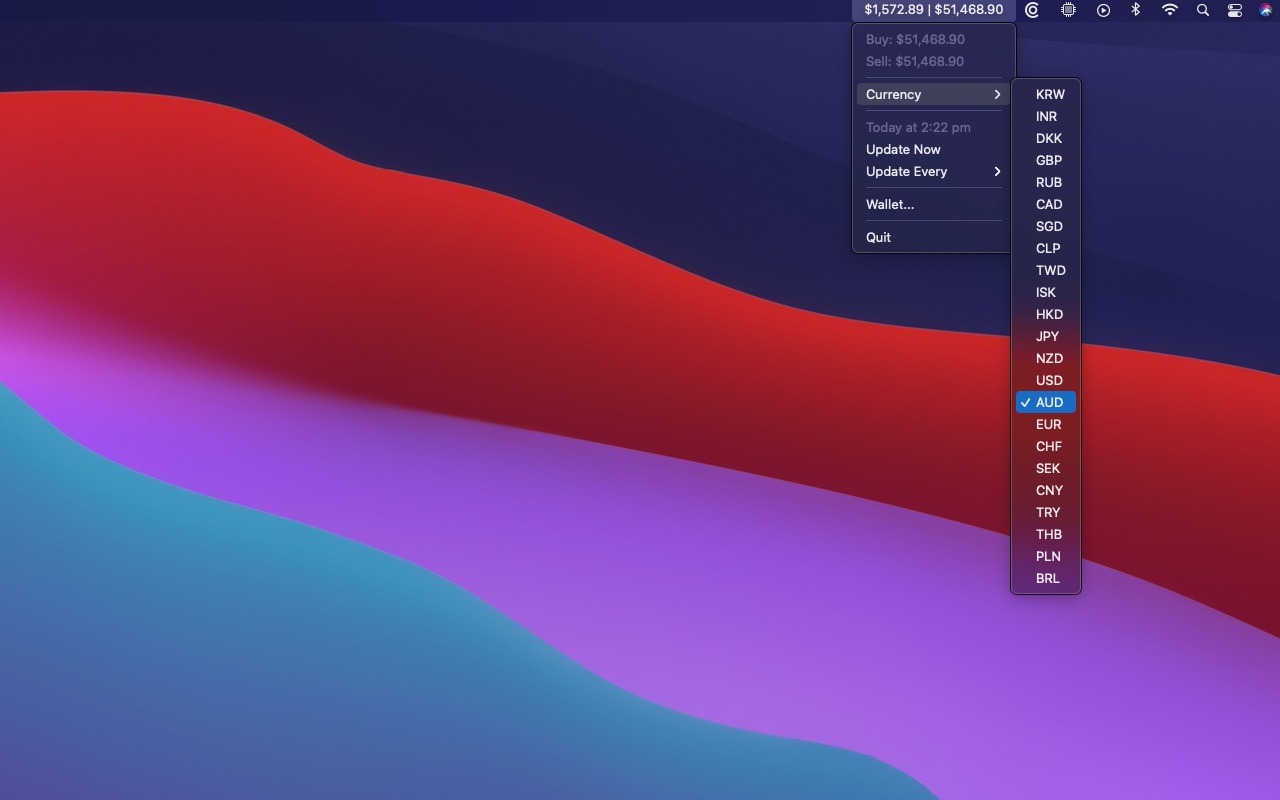 $1,572.89 | $51,468.90
Buy: $51,468.90
Sell: $51,468.90
Currency
Today at 2:22 pm
Update Now
Update Every
Wallet...
Quit
KRW
INR
DKK
GBP
RUB
CAD
SGD
CLP
TWD
ISK
HKD
JPY
NZD
USD
AUD
EUR
CHF
SEK
CNY
TRY
THB
PLN
BRL